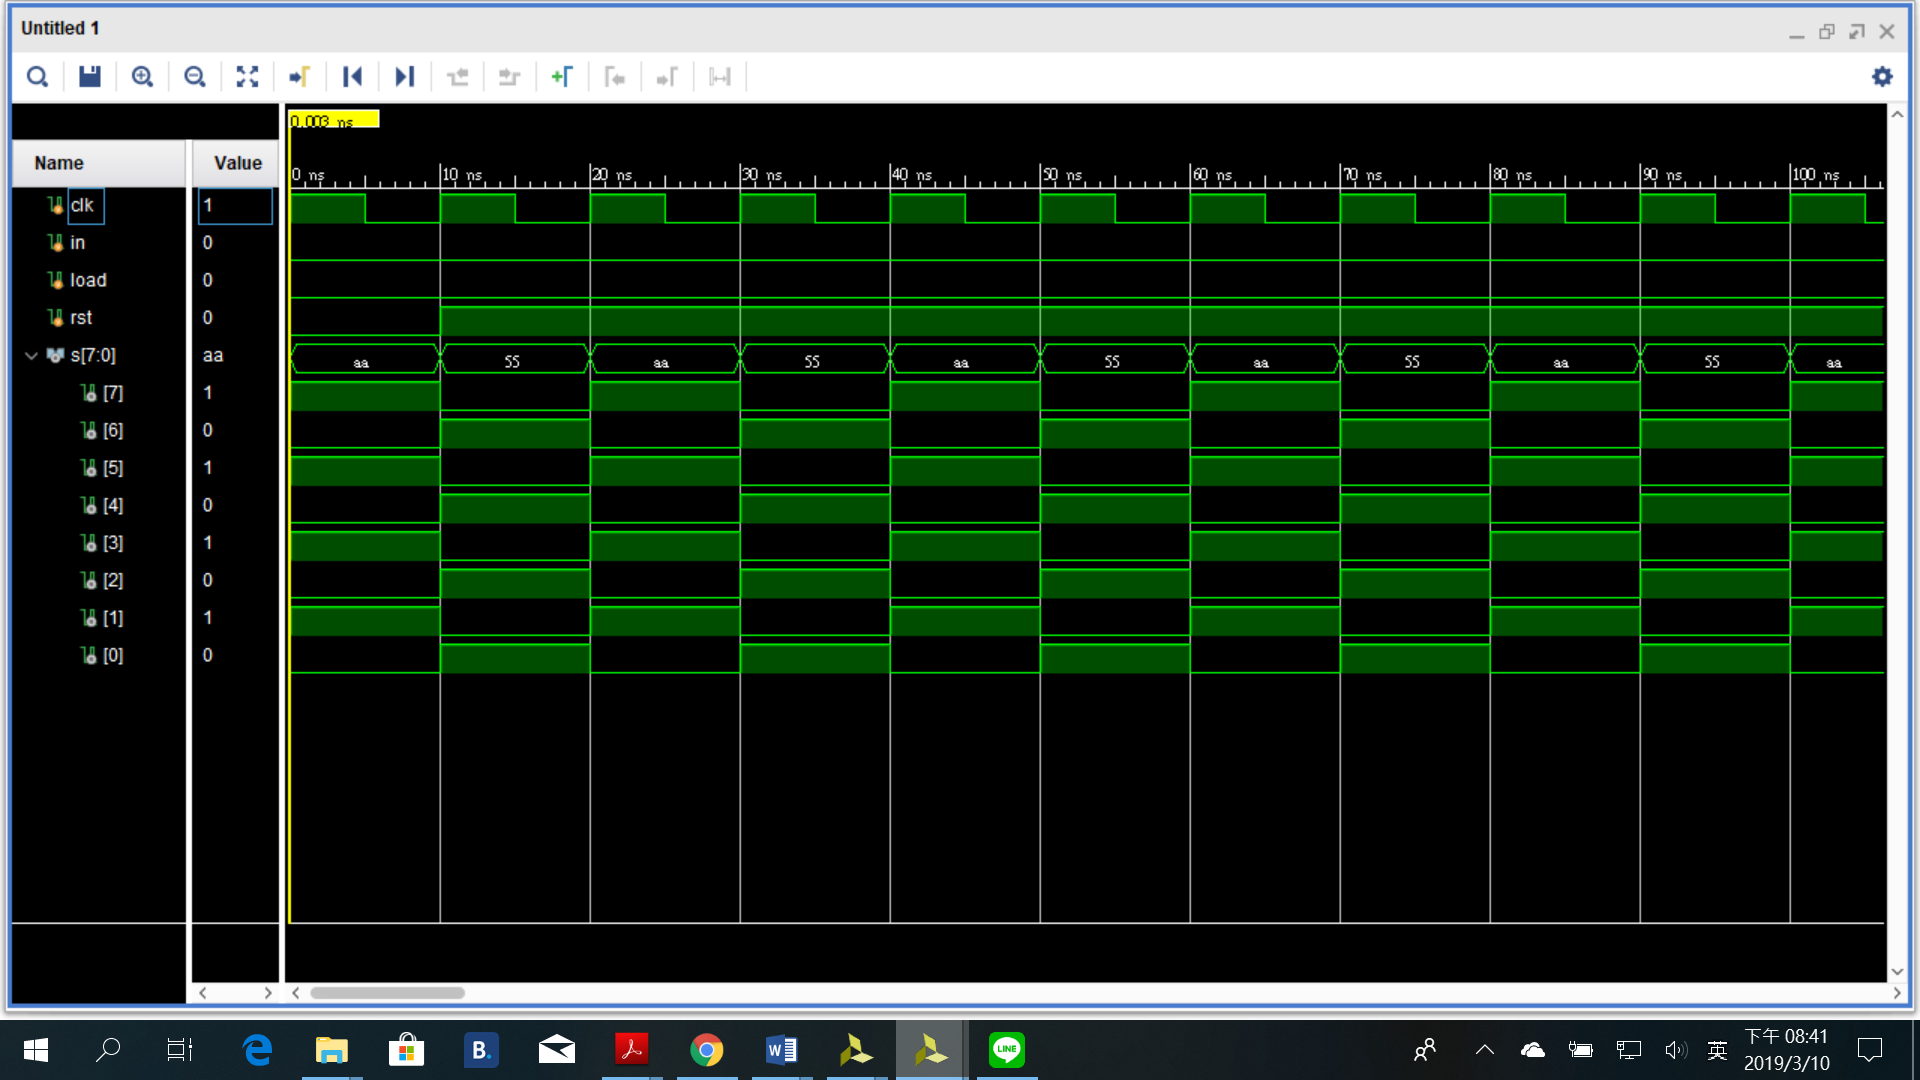 Untitled 1
0.003 ns
Name Value
0 ns 10 ns 20 ns 30 ns 40 ns 50 ns 60 ns 70 ns 80 ns 90 ns 100 ns
clk 1
in 0
load 0
rst 0
s[7:0] aa aa 55 aa 55 aa 55 aa 55 aa 55 aa
[7] 1
[6] 0
[5] 1
[4] 0
[3] 1
[2] 0
[1] 1
[0] 0
B. W LINE 英 下午 08:41
2019/3/10